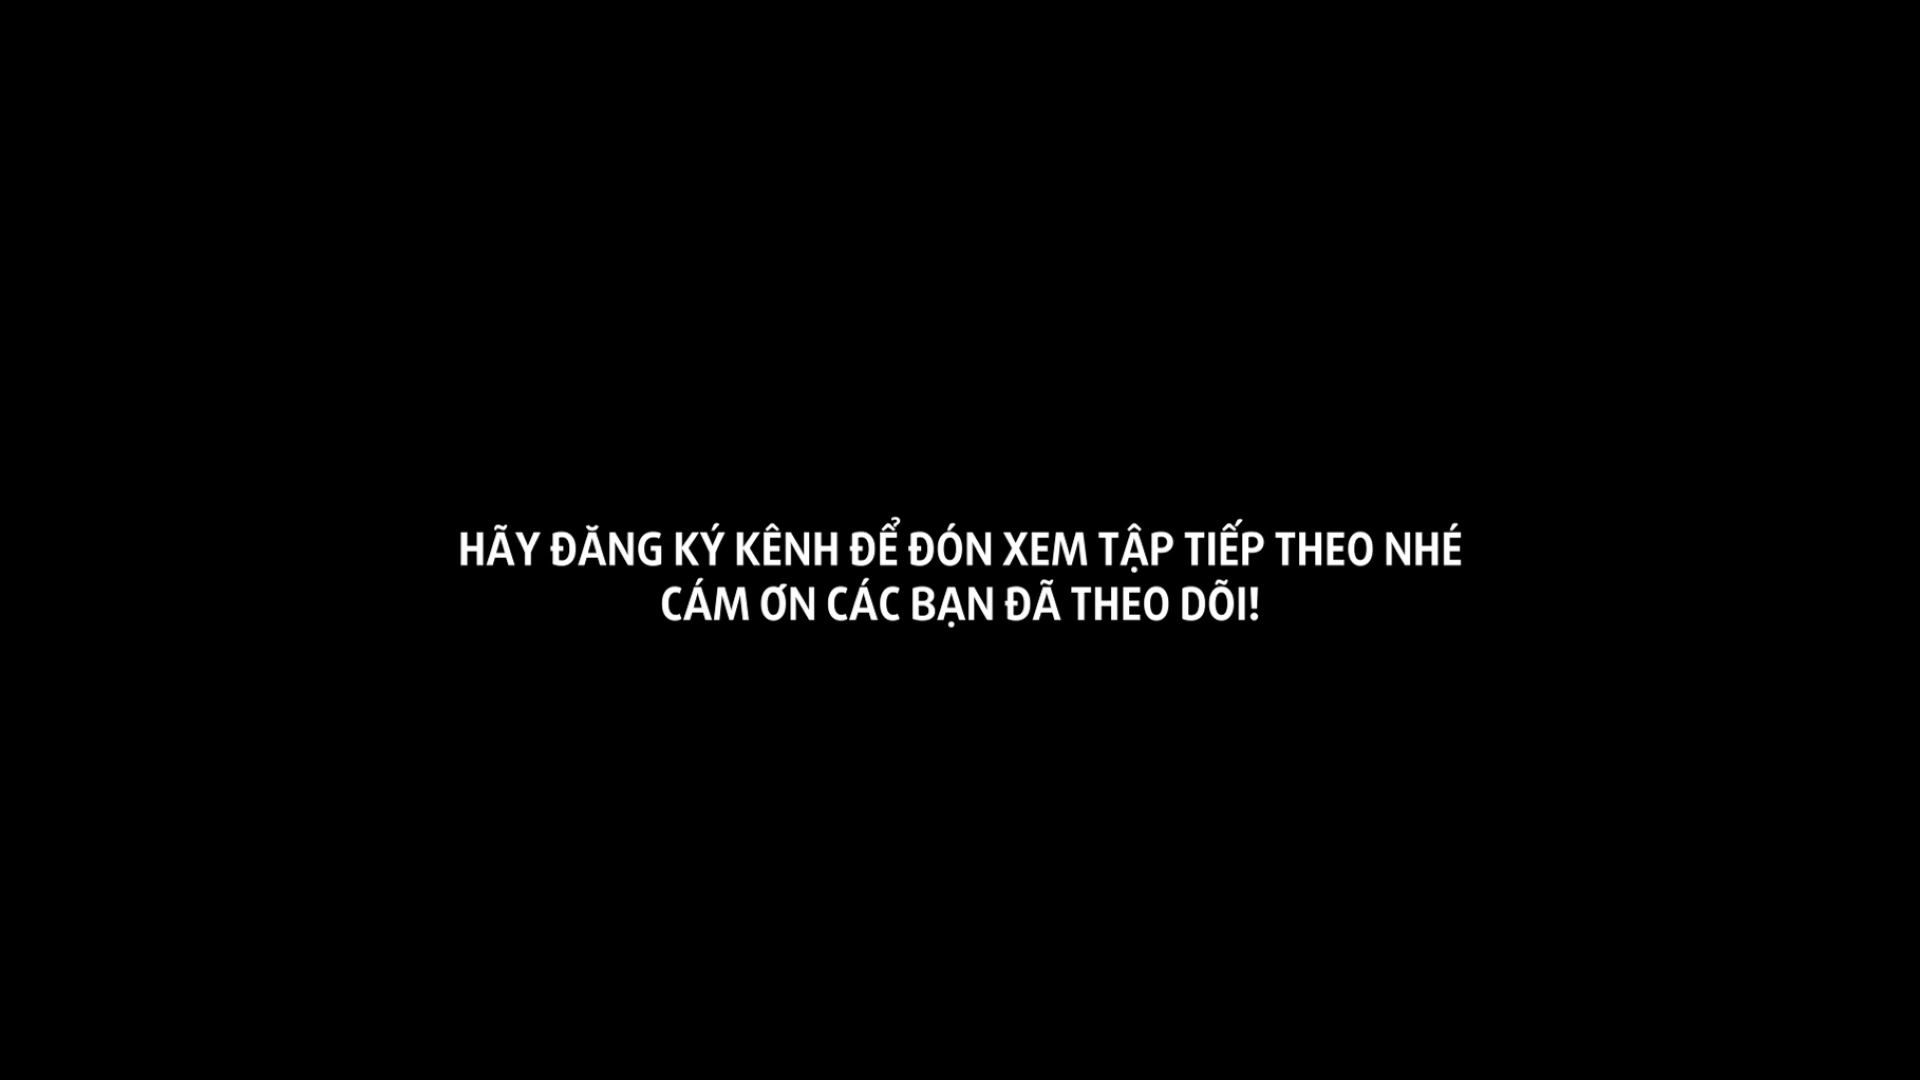 HÃY ĐĂNG KÝ KÊNH ĐỂ ĐÓN XEM TẬP TIẾP THEO NHÉ
CÁM ƠN CÁC BẠN ĐÃ THEO DÕI!